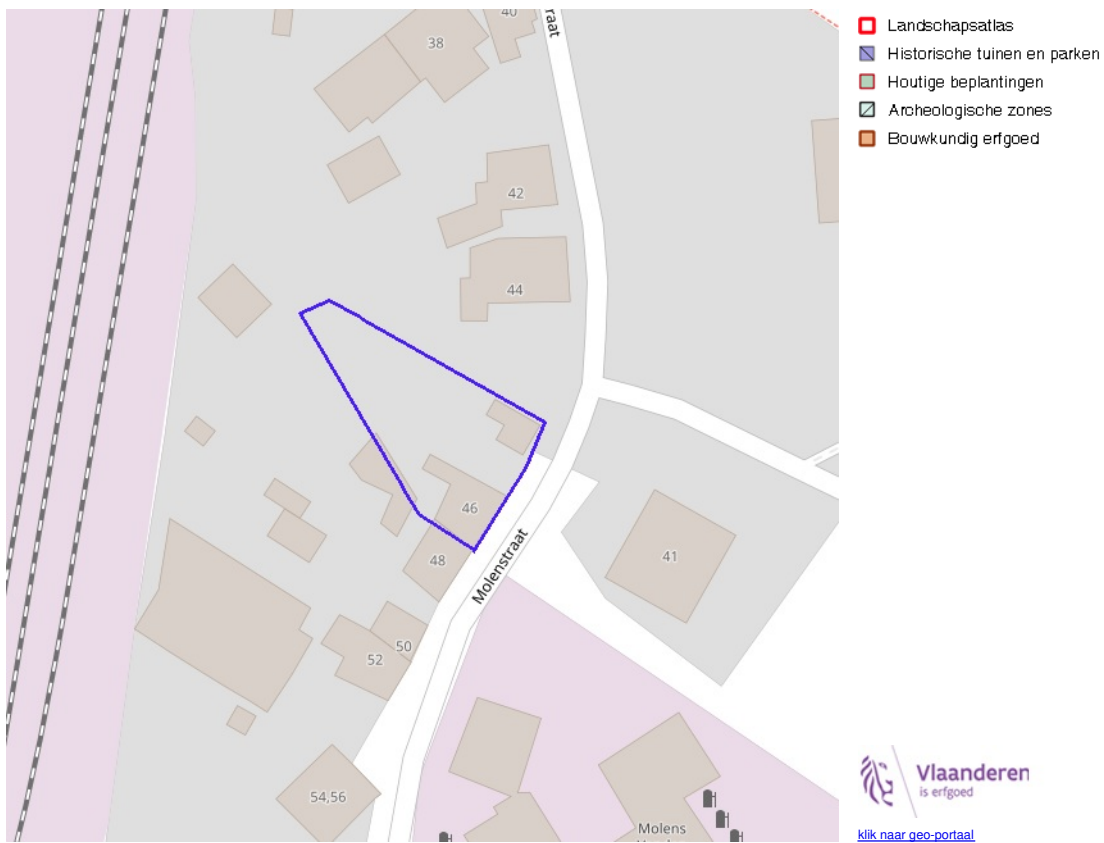 40
raat
38
42
44
46
48
Molenstraat
41
50
52
54,56
Molens
Landschapsatlas
Historische tuinen en parken
Houtige beplantingen
Archeologische zones
Bouwkundig erfgoed
Vlaanderen
is erfgoed
klik naar geo-portaal